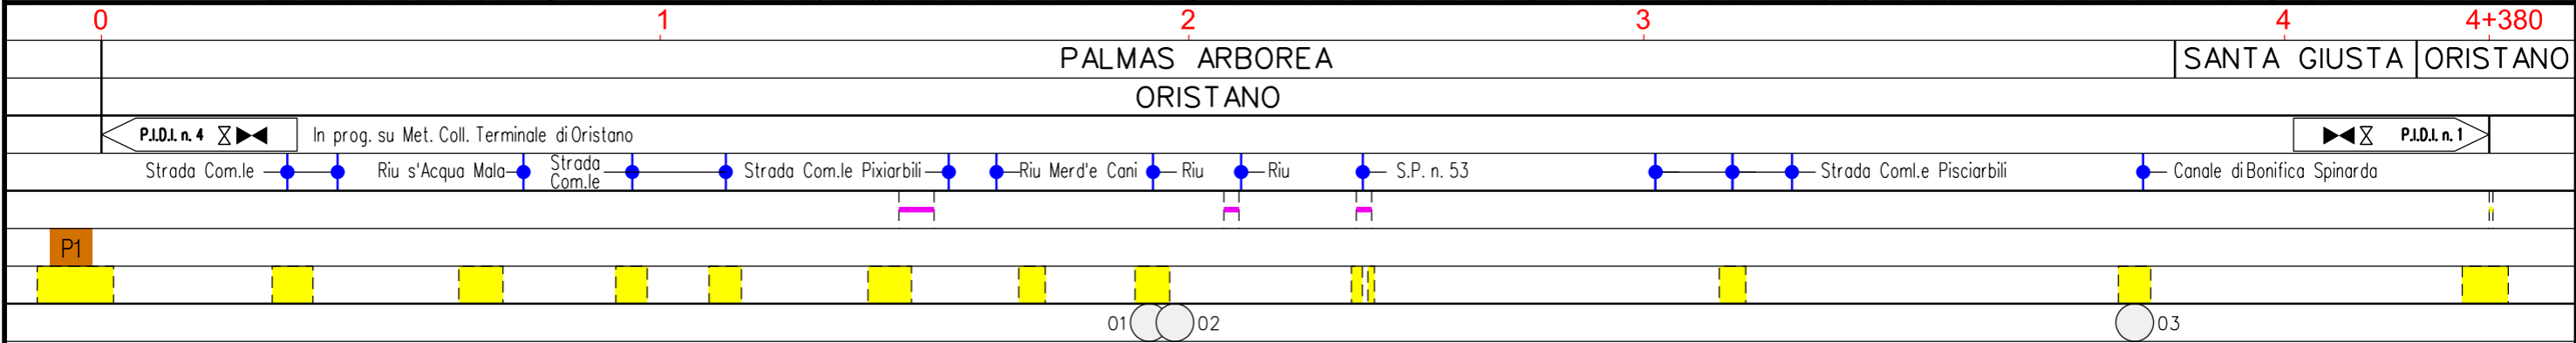 0 1 2 3 4 4+380
PALMAS ARBOREA SANTA GIUSTA ORISTANO
ORISTANO
P.I.D.I. n. 4 In prog. su Met. Coll. Terminale di Oristano P.I.D.I. n. 1
Strada Com.le Riu s'Acqua Mala Strada Com.le Strada Com.le Pixiarbili Riu Merd'e Cani Riu Riu S.P. n. 53 Strada Coml.e Pisciarbili Canale di Bonifica Spinarda
P1
01 02 03